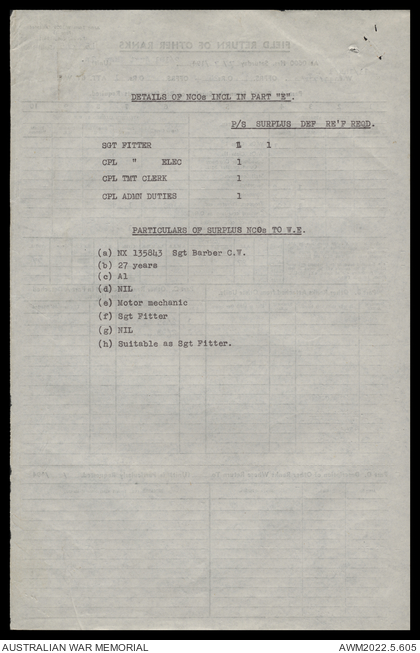 DETAILS OF NCOs INCL IN PART "E".
P/S SURPLUS DEF RE'F REQD.
SGT FITTER 1 1
CPL " ELEC 1
CPL TMT CLERK 1
CPL ADMN DUTIES 1
PARTICULARS OF SURPLUS NCOs TO W.E.
(a) NX 135843 Sgt Barber C.W.
(b) 27 years
(c) A1
(d) NIL
(e) Motor mechanic
(f) Sgt Fitter
(g) NIL
(h) Suitable as Sgt Fitter.
AUSTRALIAN WAR MEMORIAL
AWM2022.5.605